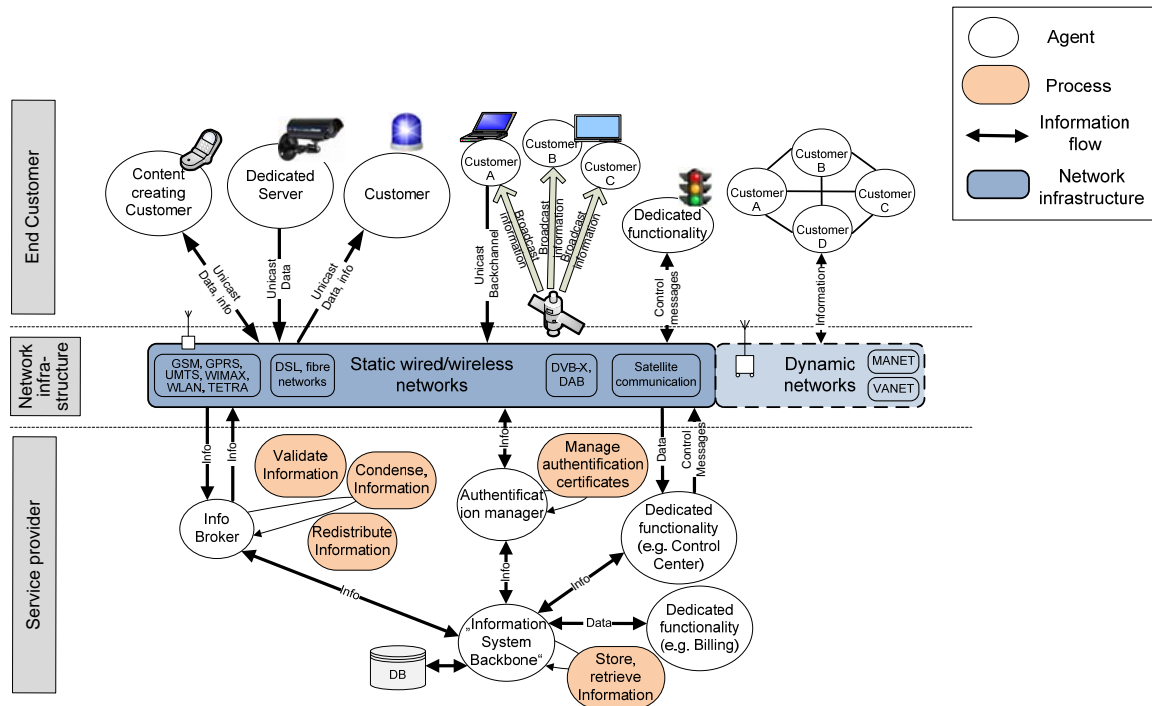 Agent
Process
Information
flow
Network
infrastructure
End Customer
Content
creating
Customer
Dedicated
Server
Customer
Customer
A
Customer
B
Customer
C
Dedicated
functionality
Customer
B
Customer
A
Customer
C
Customer
D
Unicast
Data, info
Unicast
Data
Unicast
Data, info
Unicast
Backchannel
Broadcast
information
Broadcast
information
Broadcast
information
Control
messages
Information
Network
infra-
structure
GSM, GPRS,
UMTS, WIMAX,
WLAN, TETRA
DSL, fibre
networks
Static wired/wireless
networks
DVB-X,
DAB
Satellite
communication
Dynamic
networks
MANET
VANET
Service provider
Info
Info
Info
Data
Control
Messages
Validate
Information
Condense,
Information
Redistribute
Information
Info
Broker
Manage
authentification
certificates
Authentificat
ion manager
Dedicated
functionality
(e.g. Control
Center)
Info
Info
Info
„Information
System
Backbone“
Data
Dedicated
functionality
(e.g. Billing)
DB
Store,
retrieve
Information